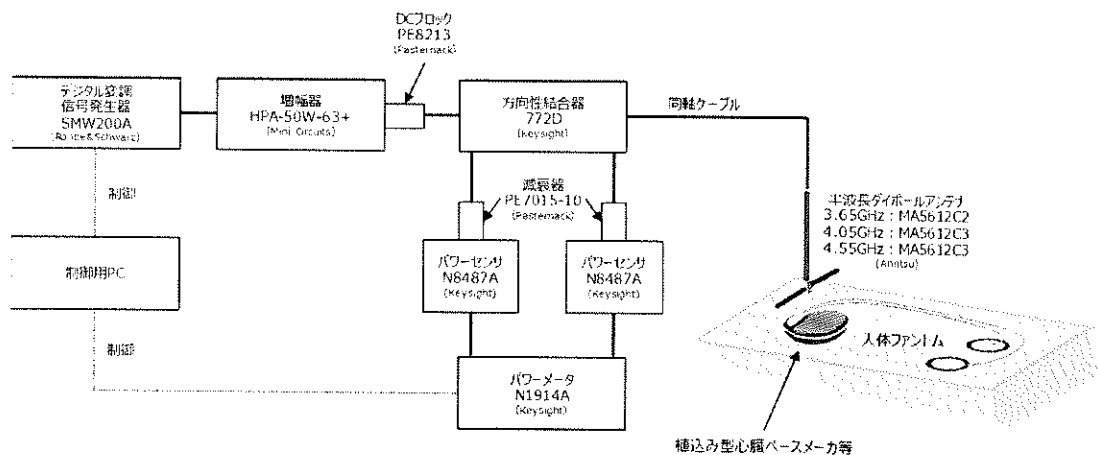 DCブロック
PE8213
(Pasternack)
デジタル変調
信号発生器
SMW200A
(Rohde&Schwarz)
増幅器
HPA-50W-63+
(Mini Circuits)
方向性結合器
772D
(Keysight)
同軸ケーブル
制御
減衰器
PE7015-10
(Pasternack)
半波長ダイポールアンテナ
3.65GHz：MA5612C2
4.05GHz：MA5612C3
4.55GHz：MA5612C3
(Anritsu)
制御用PC
パワーセンサ
N8487A
(Keysight)
パワーセンサ
N8487A
(Keysight)
人体ファントム
制御
パワーメータ
N1914A
(Keysight)
植込み型心臓ペースメーカ等